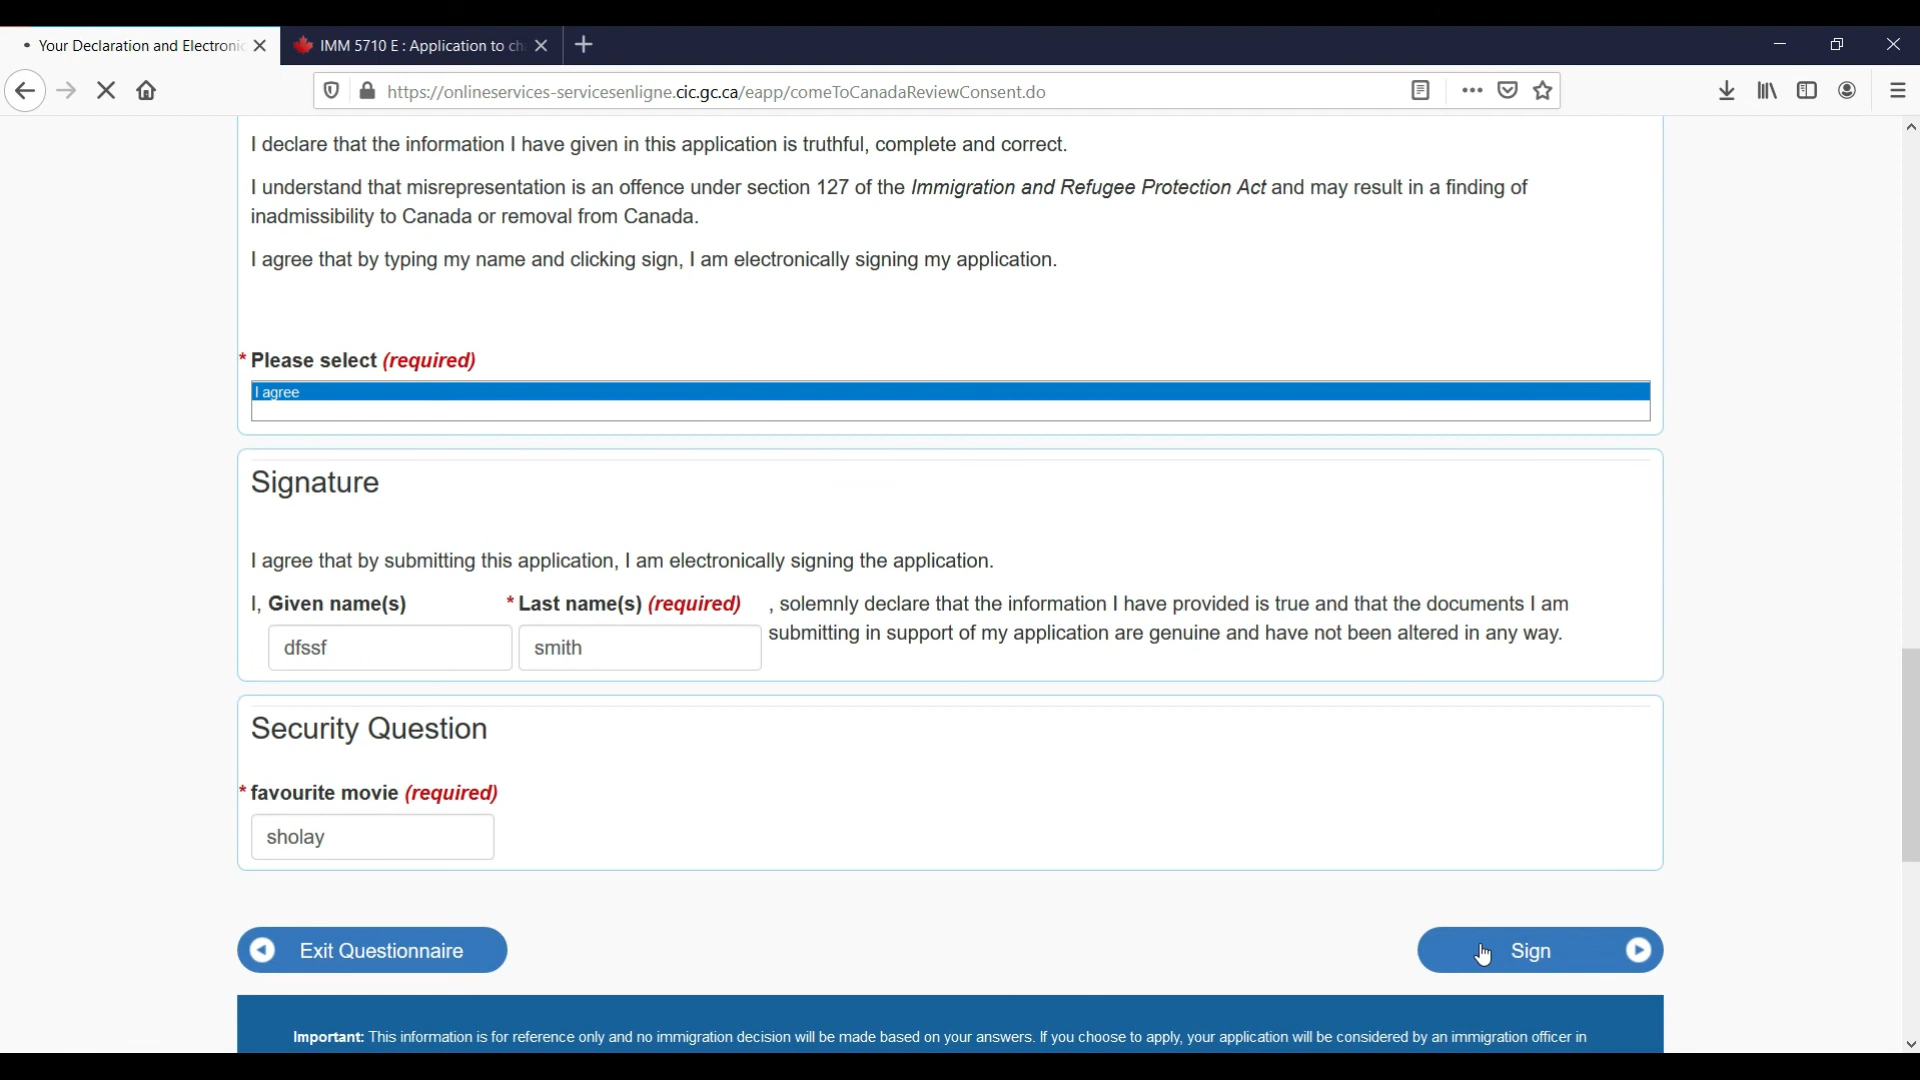 Your Declaration and Electronic
IMM 5710 E : Application to ch
https://onlineservices-servicesenligne.cic.gc.ca/eapp/comeToCanadaReviewConsent.do
I declare that the information I have given in this application is truthful, complete and correct.
I understand that misrepresentation is an offence under section 127 of the Immigration and Refugee Protection Act and may result in a finding of
inadmissibility to Canada or removal from Canada.
I agree that by typing my name and clicking sign, I am electronically signing my application.
* Please select (required)
I agree
Signature
I agree that by submitting this application, I am electronically signing the application.
I, Given name(s) * Last name(s) (required) , solemnly declare that the information I have provided is true and that the documents I am
dfssf smith submitting in support of my application are genuine and have not been altered in any way.
Security Question
* favourite movie (required)
sholay
Exit Questionnaire Sign
Important: This information is for reference only and no immigration decision will be made based on your answers. If you choose to apply, your application will be considered by an immigration officer in